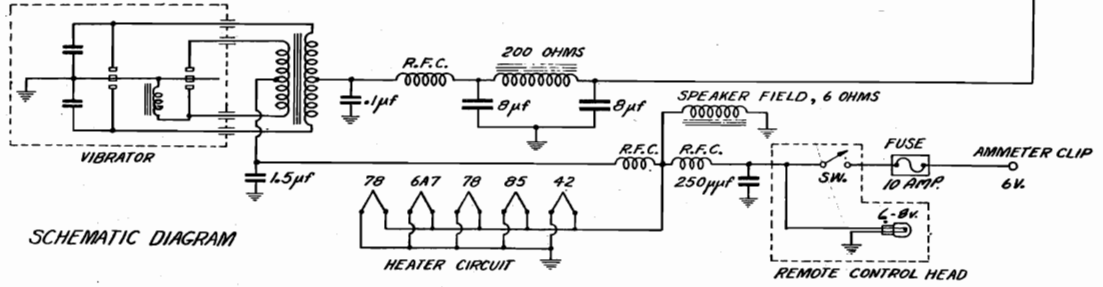 200 OHMS
R.F.C.
.1µf
8µf
8µf
SPEAKER FIELD, 6 OHMS
VIBRATOR
R.F.C.
R.F.C.
FUSE
AMMETER CLIP
1.5µf
78
6A7
78
85
42
250µµf
SW.
10 AMP.
6V.
6-8v.
SCHEMATIC DIAGRAM
HEATER CIRCUIT
REMOTE CONTROL HEAD